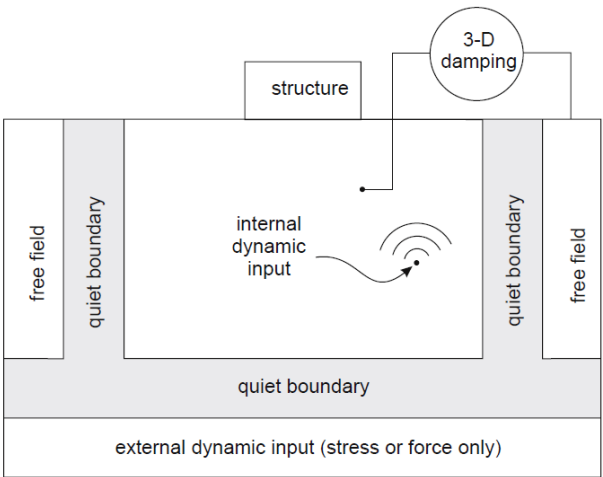 3-D
damping
structure
free field
quiet boundary
internal
dynamic
input
quiet boundary
free field
quiet boundary
external dynamic input (stress or force only)